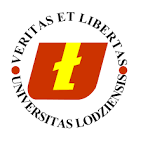 VERITAS ET LIBERTAS
ł
• UNIVERSITAS LODZIENSIS •